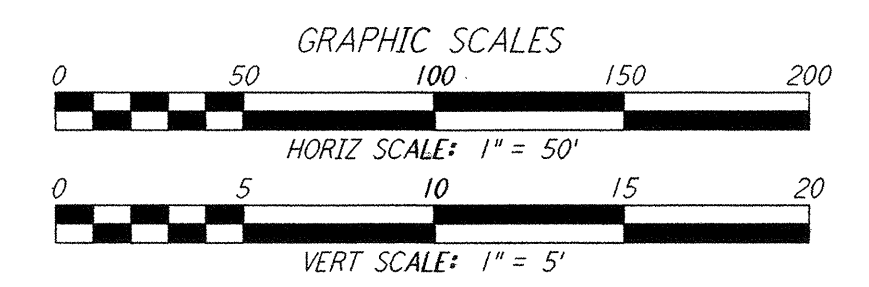 GRAPHIC SCALES
0 50 100 150 200
HORIZ SCALE: 1" = 50'
0 5 10 15 20
VERT SCALE: 1" = 5'